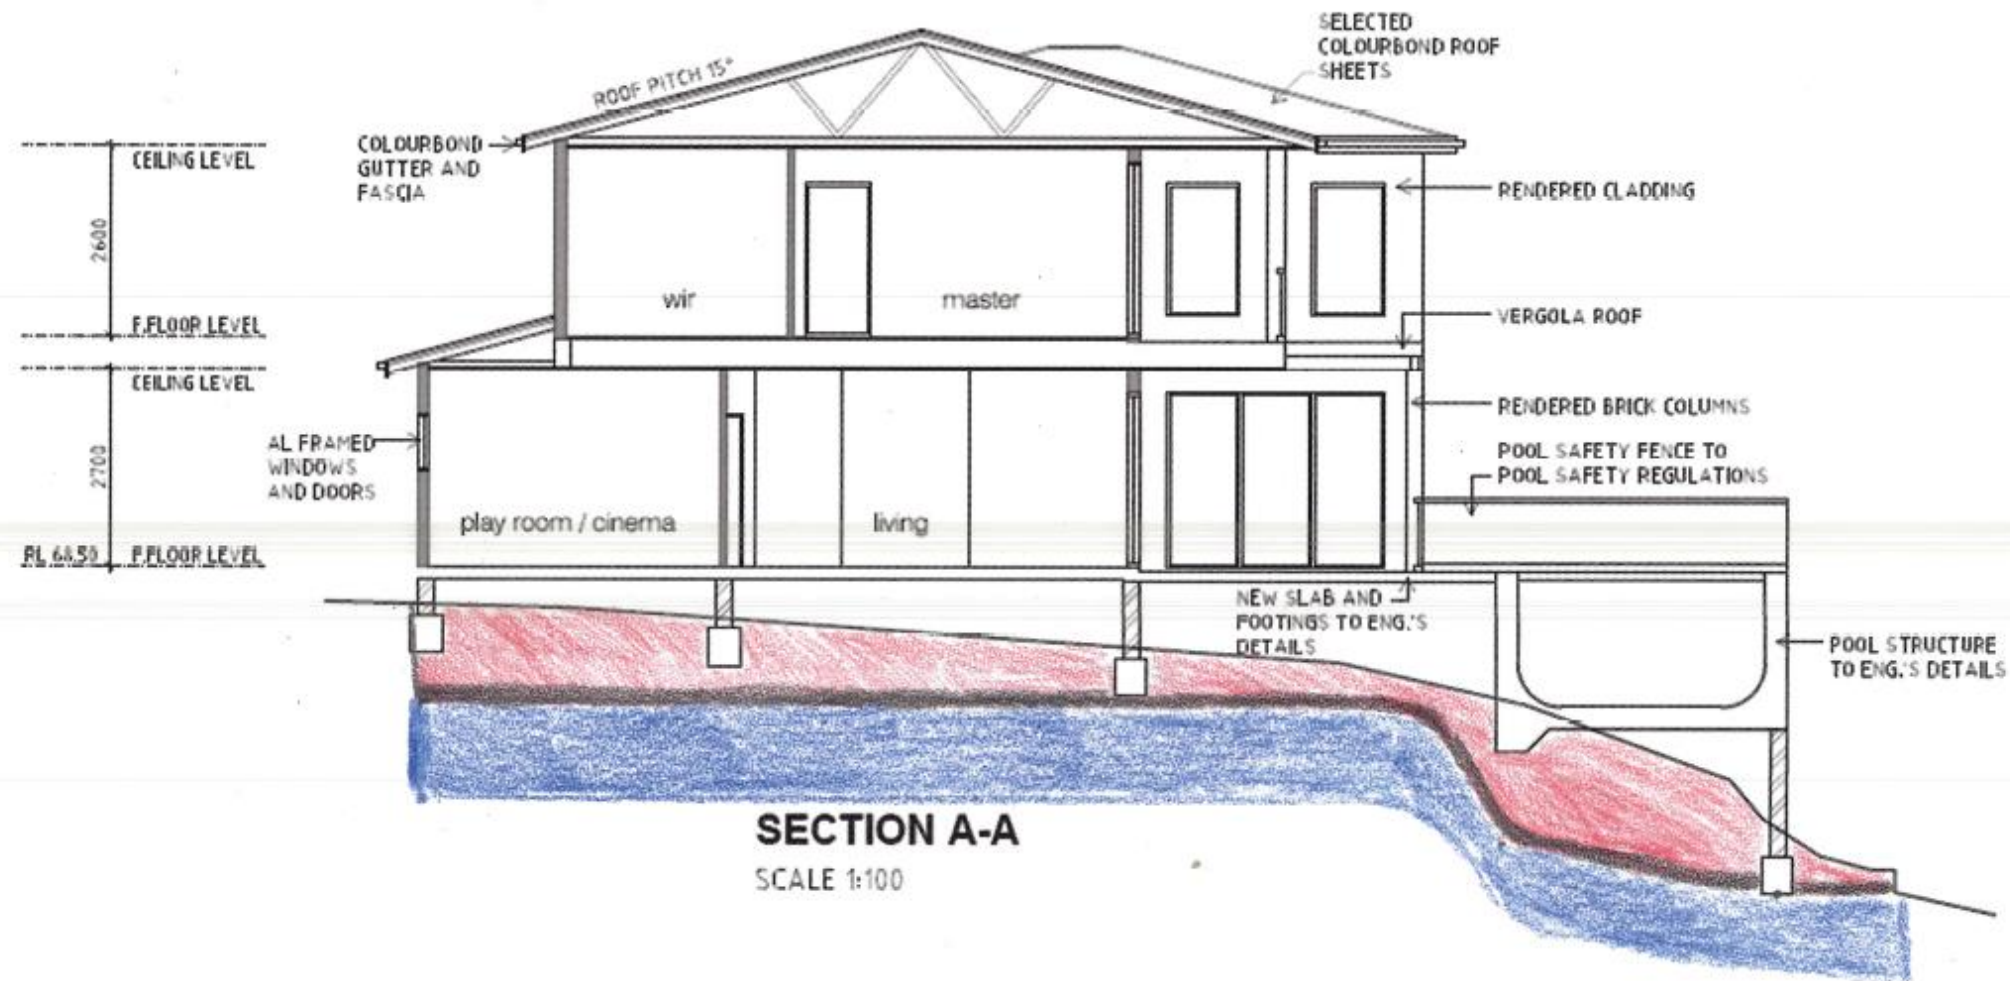 SELECTED
COLOURBOND ROOF
SHEETS
ROOF PITCH 15°
COLOURBOND
GUTTER AND
FASCIA
CEILING LEVEL
RENDERED CLADDING
2600
wir
master
F.FLOOR LEVEL
VERGOLA ROOF
CEILING LEVEL
RENDERED BRICK COLUMNS
AL FRAMED
WINDOWS
AND DOORS
POOL SAFETY FENCE TO
POOL SAFETY REGULATIONS
2700
play room / cinema
living
RL 68.50 F.FLOOR LEVEL
NEW SLAB AND
FOOTINGS TO ENG.'S
DETAILS
POOL STRUCTURE
TO ENG.'S DETAILS
SECTION A-A
SCALE 1:100